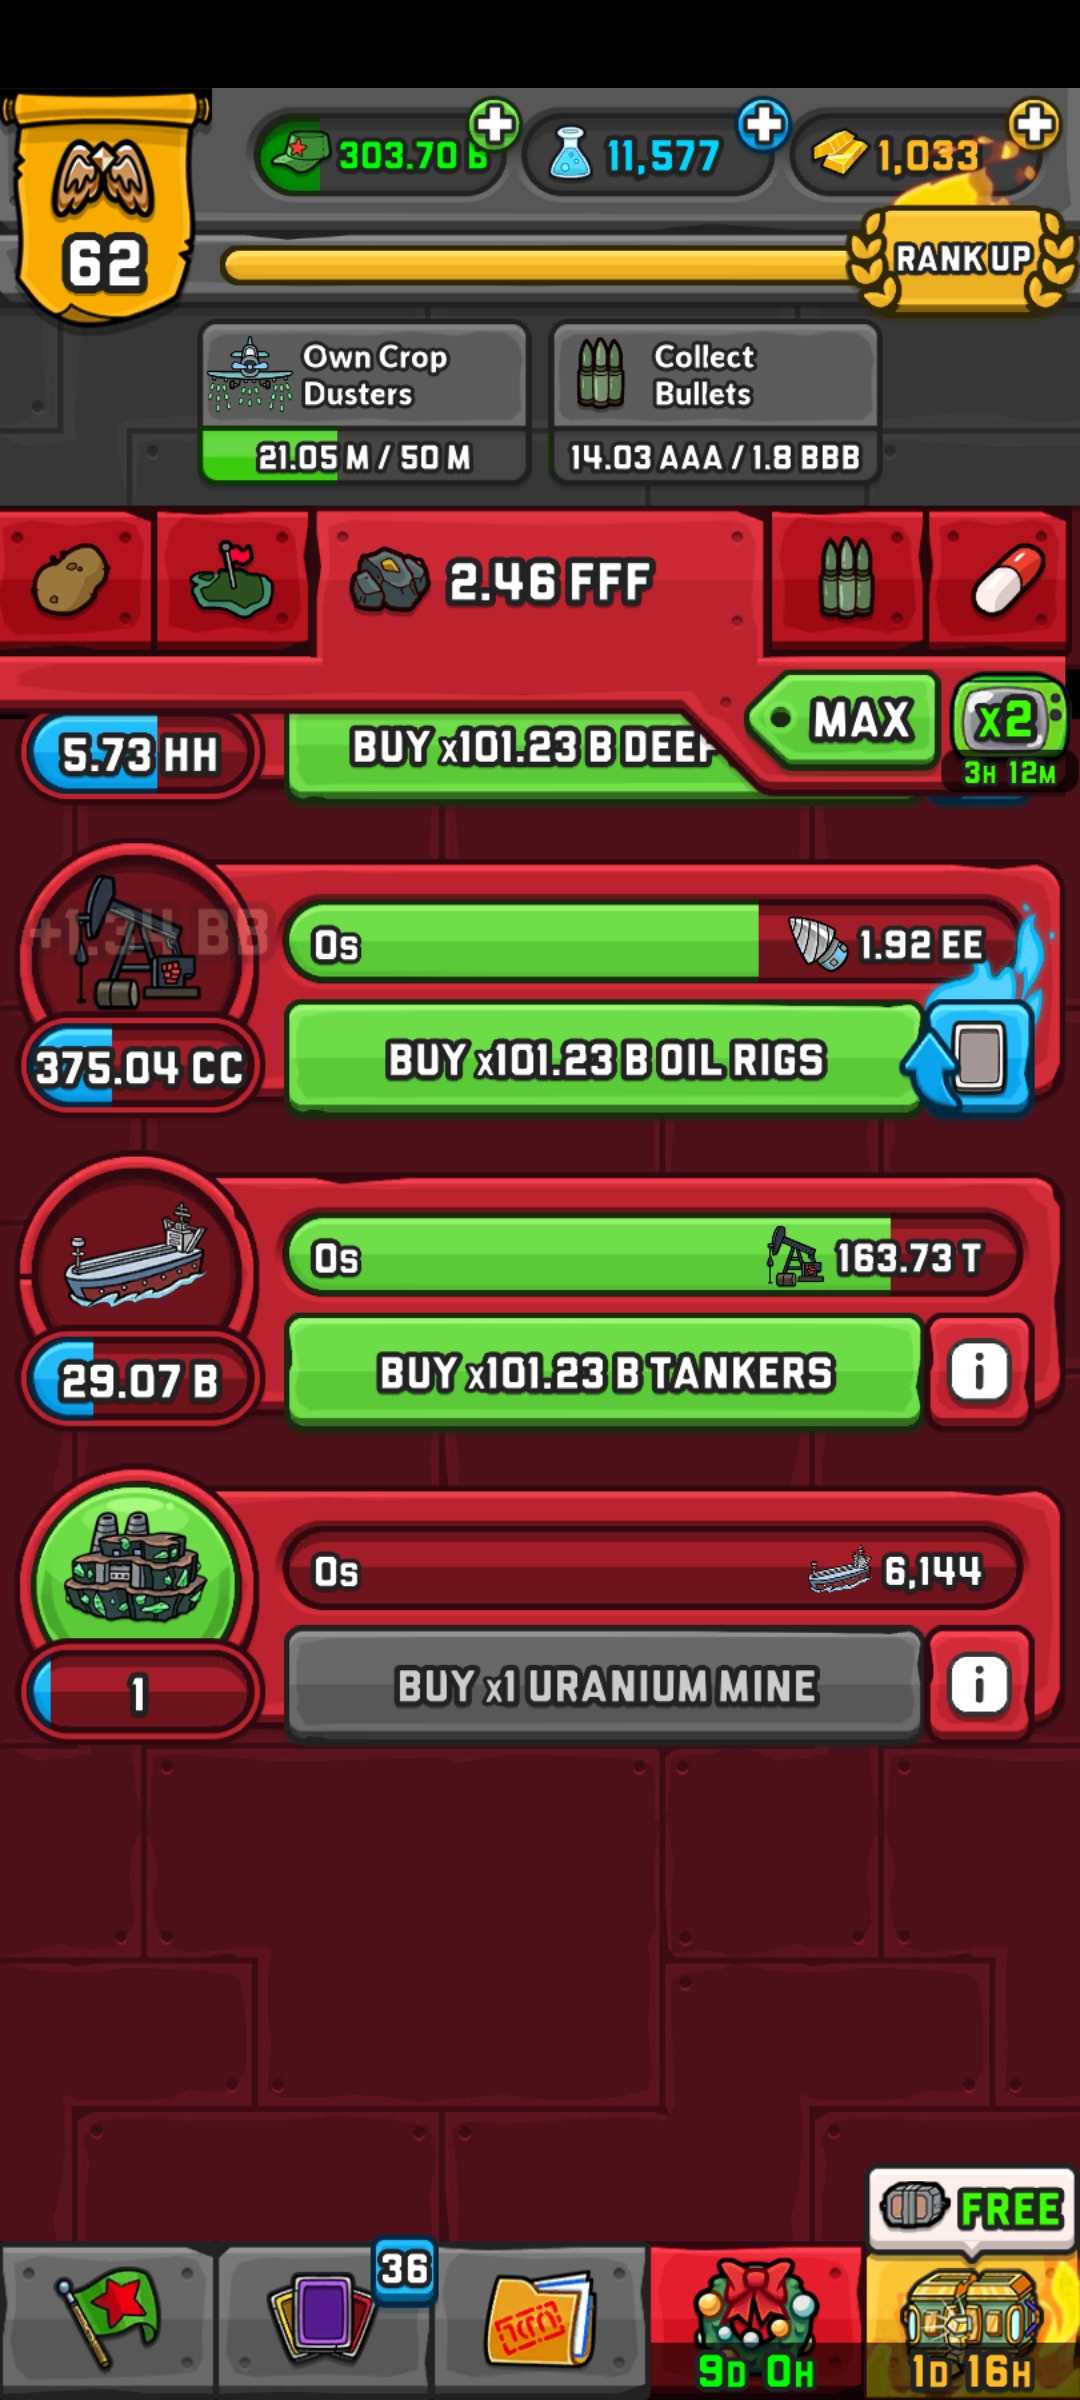 303.70 B
11,577
1,033
62
RANK UP
Own Crop
Dusters
21.05 M / 50 M
Collect
Bullets
14.03 AAA / 1.8 BBB
2.46 FFF
MAX
x2
3H 12M
5.73 HH
BUY x101.23 B DEEP
+1.34 BB
0s
1.92 EE
375.04 CC
BUY x101.23 B OIL RIGS
0s
163.73 T
29.07 B
BUY x101.23 B TANKERS
i
0s
6,144
1
BUY x1 URANIUM MINE
i
FREE
36
9D 0H
1D 16H